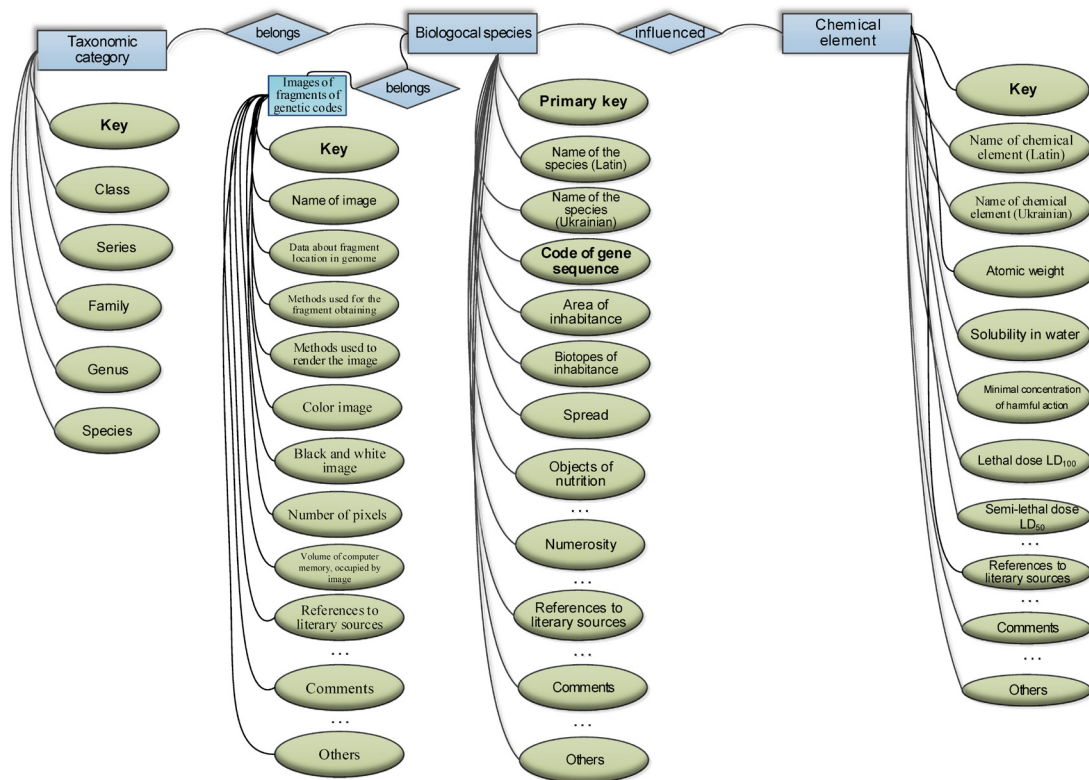 Taxonomic
category
belongs
Biologocal species
influenced
Chemical
element
Images of
fragments of
genetic codes
belongs
Key
Class
Series
Family
Genus
Species
Key
Name of image
Data about fragment
location in genome
Methods used for the
fragment obtaining
Methods used to
render the image
Color image
Black and white
image
Number of pixels
Volume of computer
memory, occupied by
image
References to
literary sources
...
Comments
...
Others
Primary key
Name of the
species (Latin)
Name of the
species
(Ukrainian)
Code of gene
sequence
Area of
inhabitance
Biotopes of
inhabitance
Spread
Objects of
nutrition
...
Numerosity
...
References to
literary sources
...
Comments
...
Others
Key
Name of chemical
element (Latin)
Name of chemical
element (Ukrainian)
Atomic weight
Solubility in water
Minimal concentration
of harmful action
Lethal dose LD₁₀₀
Semi-lethal dose
LD₅₀
...
References to
literary sources
...
Comments
...
Others